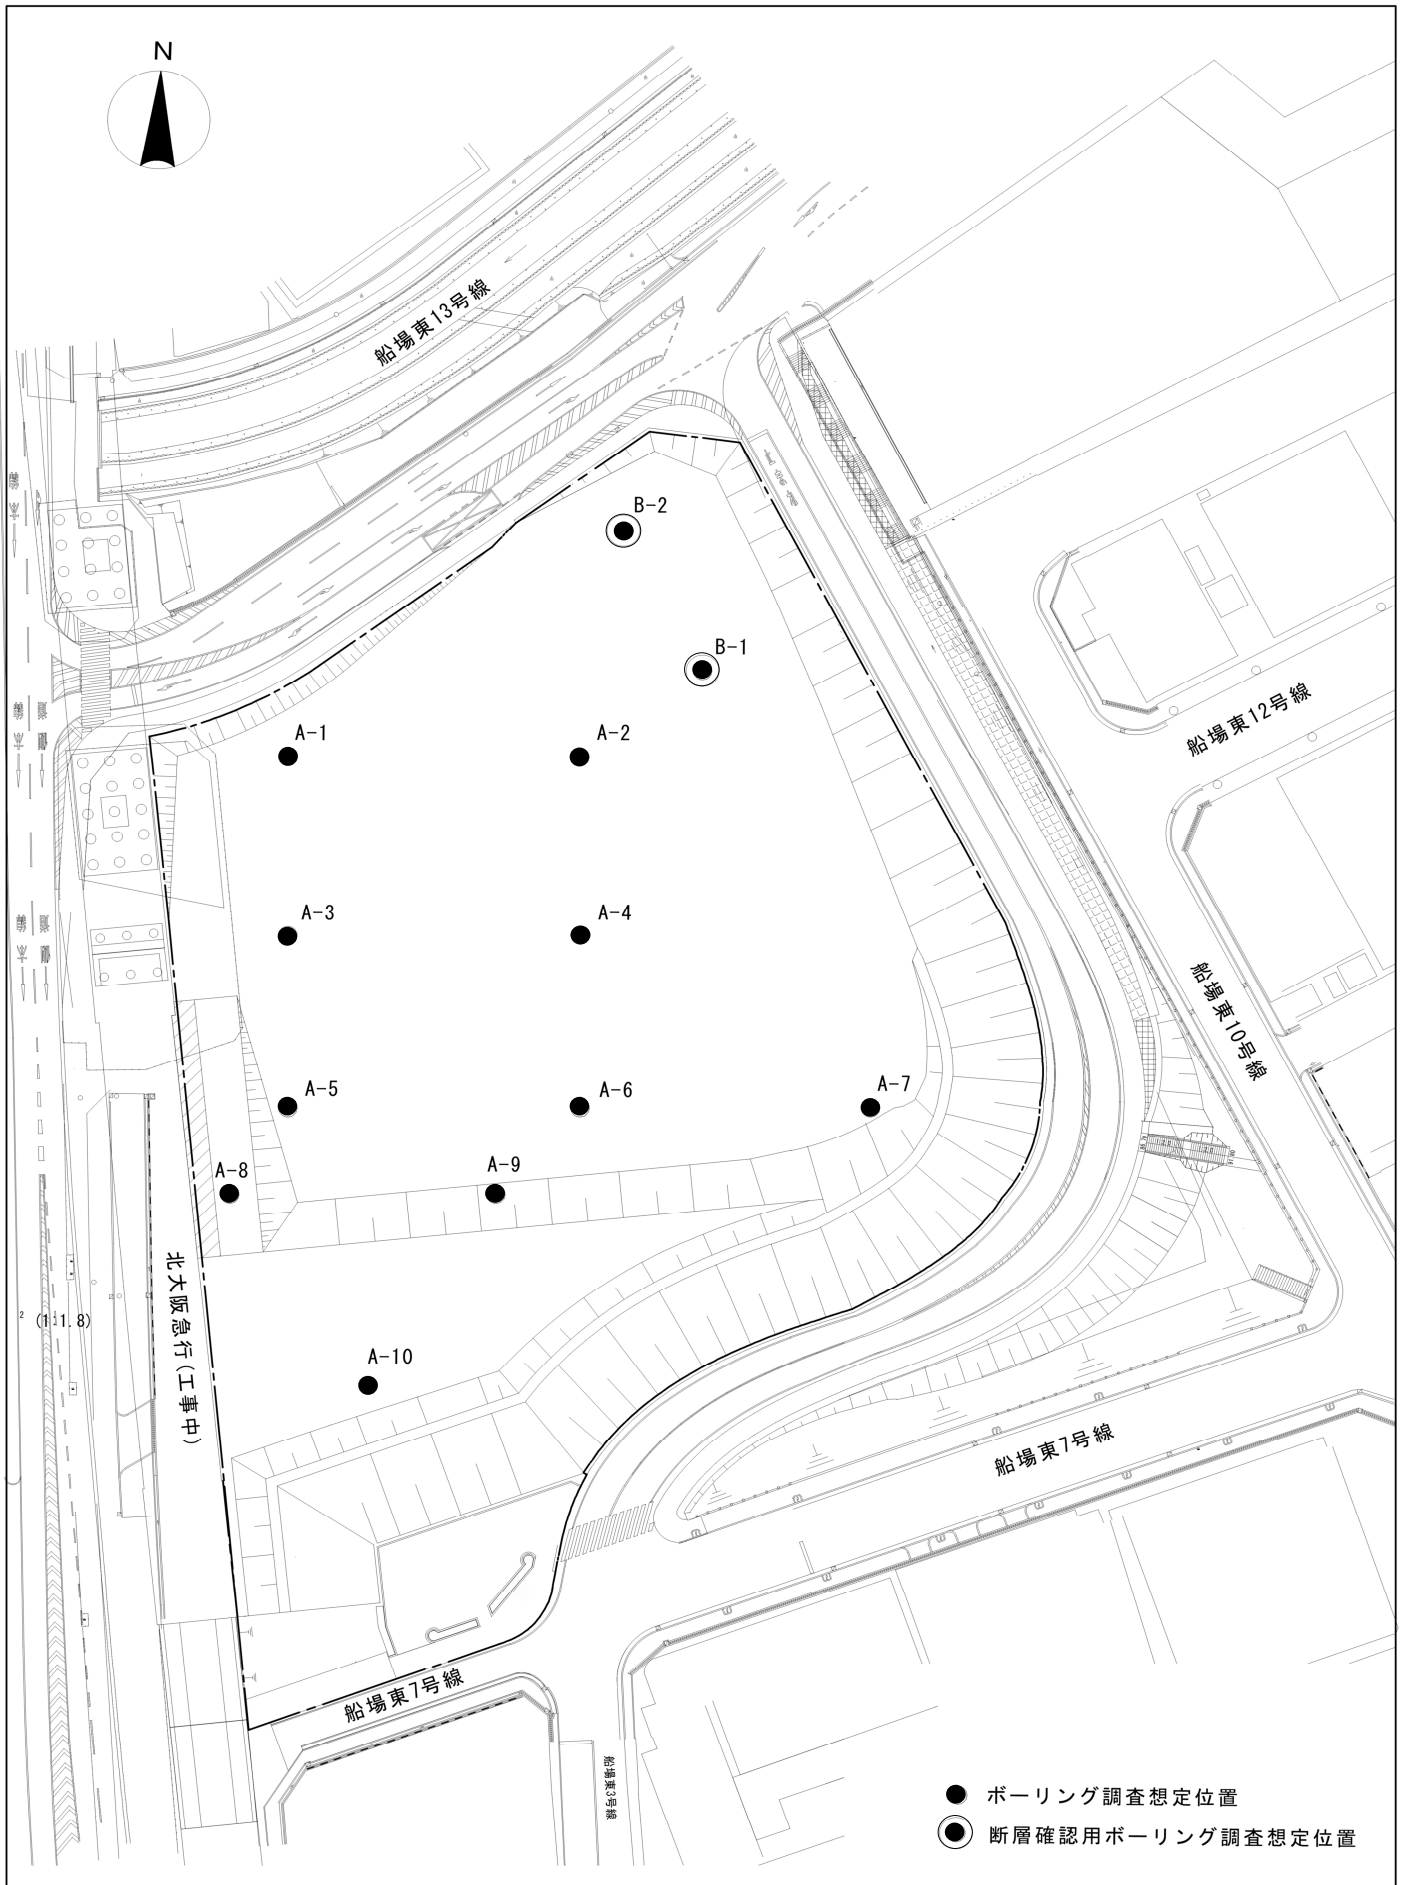 N
船場東13号線
B-2
B-1
A-1
A-2
船場東12号線
A-3
A-4
船場東10号線
A-5
A-6
A-7
A-8
A-9
北大阪急行(工事中)
A-10
船場東7号線
船場東7号線
船場東3号線
ボーリング調査想定位置
断層確認用ボーリング調査想定位置